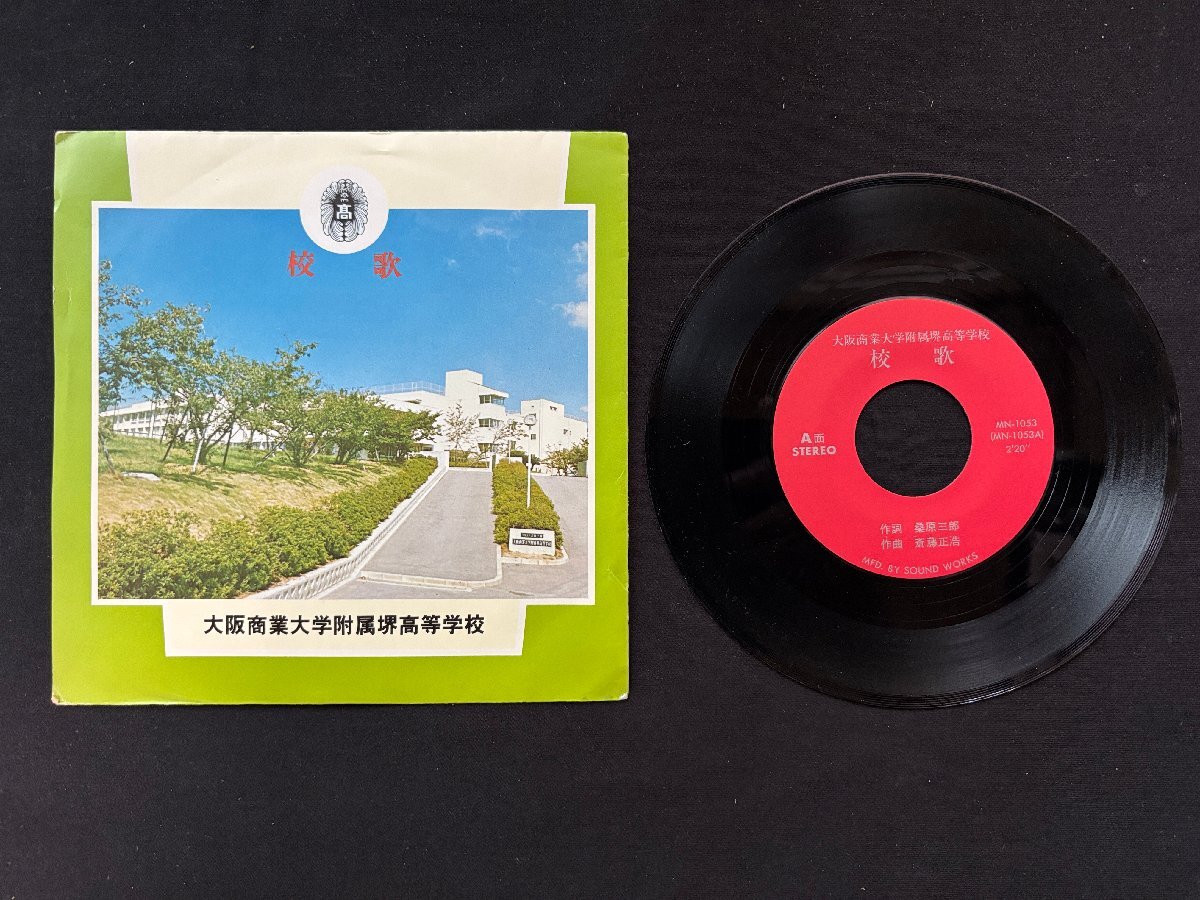 高
校 歌
大阪商業大学附属堺高等学校
大阪商業大学附属堺高等学校
校 歌
A面
STEREO
MN-1053
(MN-1053A)
2'20"
作詞 桑原三郎
作曲 斎藤正浩
MFD. BY SOUND WORKS